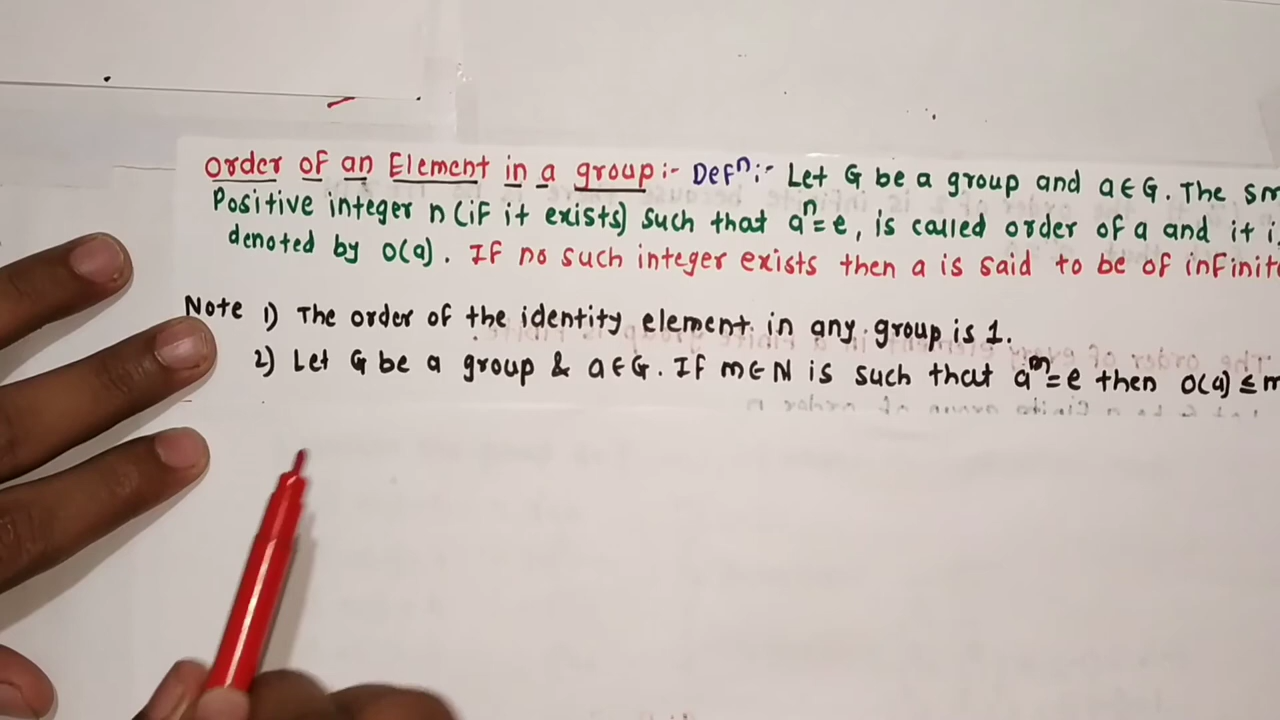 Order of an Element in a group:- Defⁿ:- Let G be a group and a∈G. The sm
Positive integer n (if it exists) such that aⁿ=e, is called order of a and it i
denoted by O(a). If no such integer exists then a is said to be of infinite
Note 1) The order of the identity element in any group is 1.
2) Let G be a group & a∈G. If m∈N is such that aᵐ=e then O(a)≤m